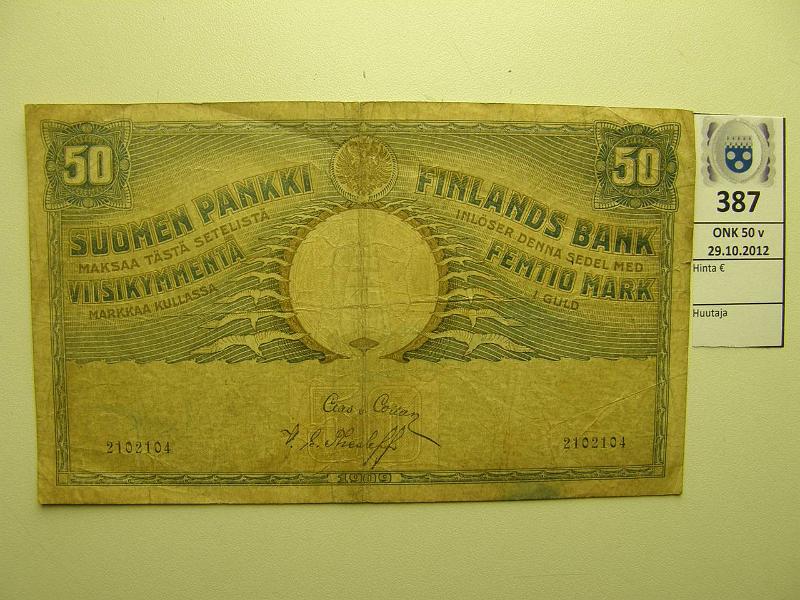 50
50
SUOMEN PANKKI
MAKSAA TÄSTÄ SETELISTÄ
VIISIKYMMENTÄ
MARKKAA KULLASSA
FINLANDS BANK
INLÖSER DENNA SEDEL MED
FEMTIO MARK
I GULD
2102104
2102104
1909
387
ONK 50 v
29.10.2012
Hinta €
Huutaja